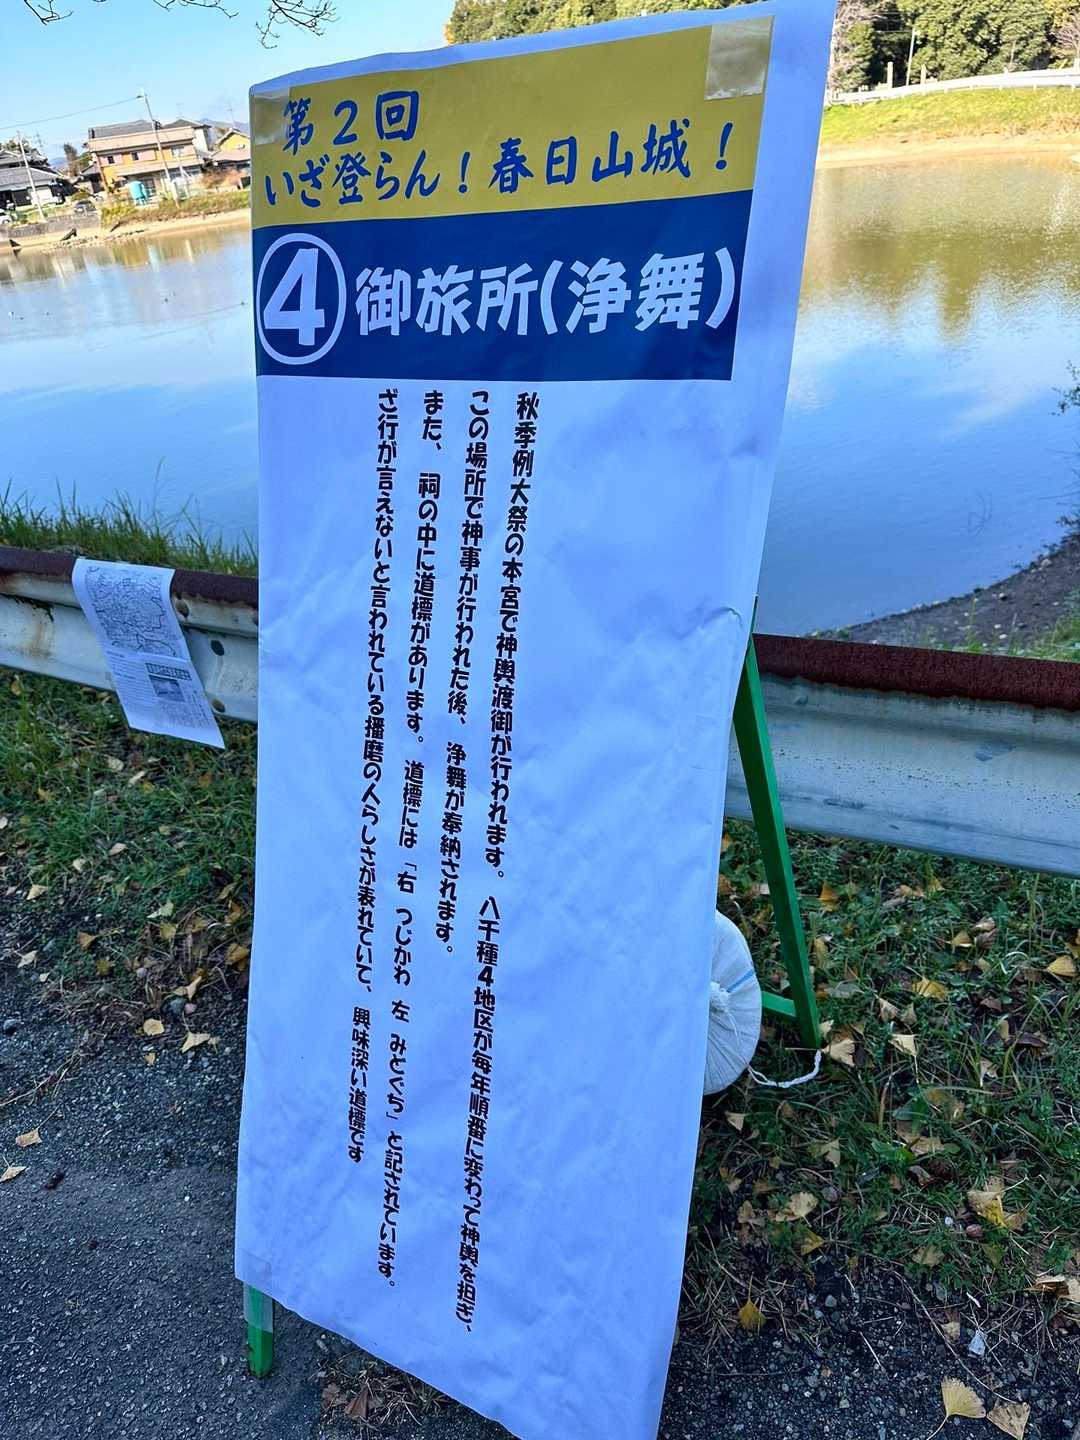 第2回
いざ登らん！春日山城！
④御旅所(浄舞)
秋季例大祭の本宮で神輿渡御が行われます。八千種4地区が毎年順番に変わって神輿を担ぎ、
この場所で神事が行われた後、浄舞が奉納されます。
また、祠の中に道標があります。道標には「右 つじかわ 左 みどぐち」と記されています。
ざ行が言えないと言われている播磨の人らしさが表れていて、興味深い道標です